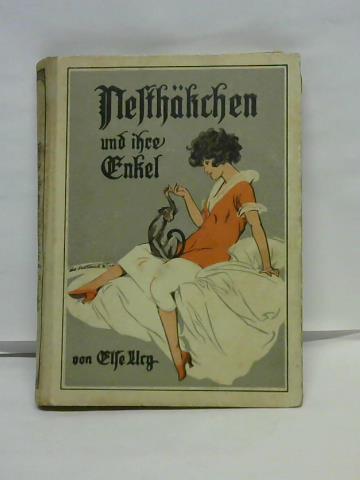 Nesthäkchen
und ihre
Enkel
von Else Ury